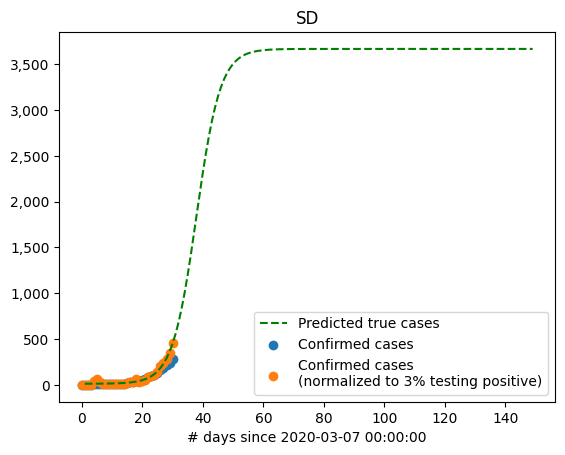 SD
3,500
3,000
2,500
2,000
1,500
1,000
500
0
Predicted true cases
Confirmed cases
Confirmed cases
(normalized to 3% testing positive)
0 20 40 60 80 100 120 140
# days since 2020-03-07 00:00:00